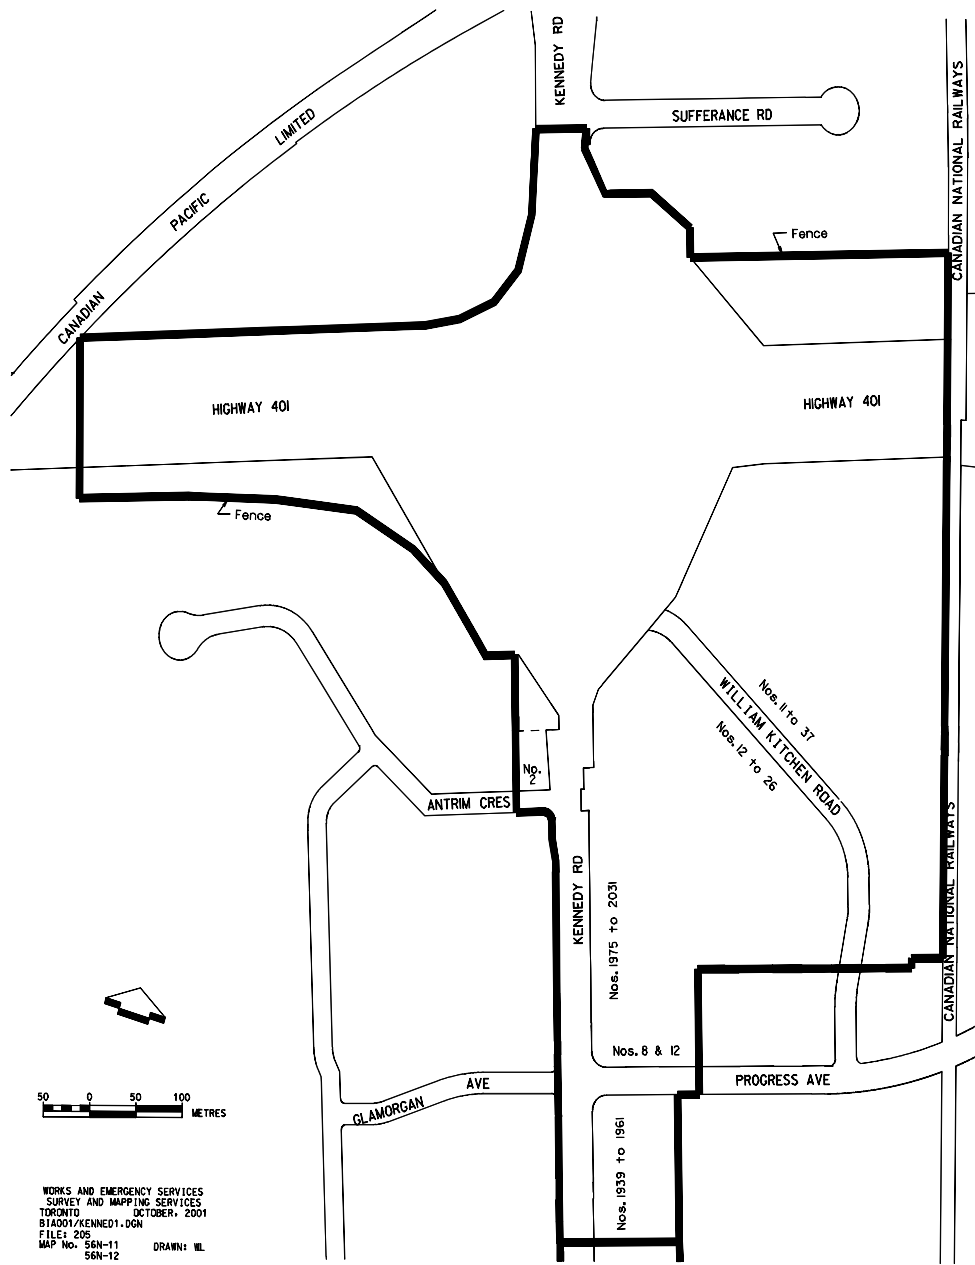 KENNEDY RD
SUFFERANCE RD
CANADIAN NATIONAL RAILWAYS
LIMITED
PACIFIC
CANADIAN
Fence
HIGHWAY 401
HIGHWAY 401
Fence
WILLIAM KITCHEN ROAD
Nos. 11 to 37
Nos. 12 to 26
No.
2
ANTRIM CRES
KENNEDY RD
Nos. 1975 to 2031
CANADIAN NATIONAL RAILWAYS
Nos. 8 & 12
PROGRESS AVE
AVE
GLAMORGAN
Nos. 1939 to 1961
50 0 50 100
METRES
WORKS AND EMERGENCY SERVICES
SURVEY AND MAPPING SERVICES
TORONTO OCTOBER, 2001
BIA001/KENNED1.DGN
FILE: 205
MAP No. 56N-11 DRAWN: WL
56N-12